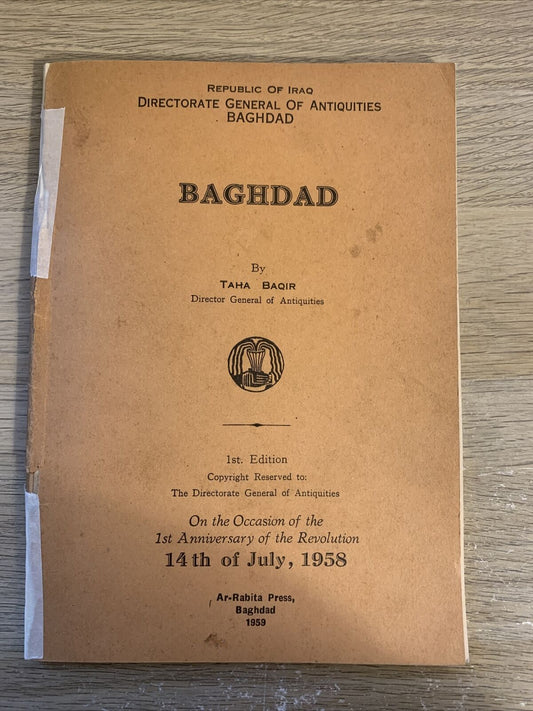 REPUBLIC OF IRAQ
DIRECTORATE GENERAL OF ANTIQUITIES
BAGHDAD
BAGHDAD
By
TAHA BAQIR
Director General of Antiquities
1st. Edition
Copyright Reserved to:
The Directorate General of Antiquities
On the Occasion of the
1st Anniversary of the Revolution
14th of July, 1958
Ar-Rabita Press,
Baghdad
1959